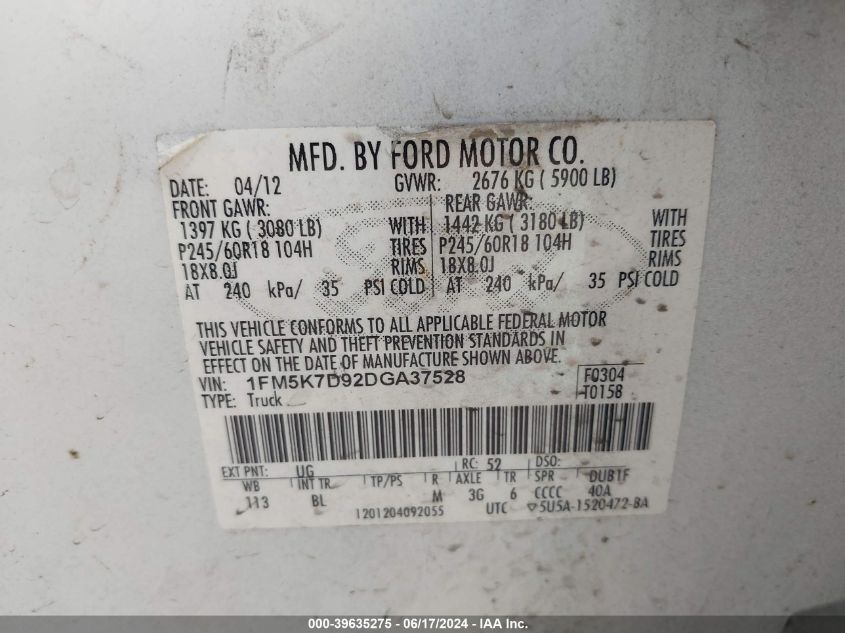 MFD. BY FORD MOTOR CO.
DATE: 04/12 GVWR: 2676 KG ( 5900 LB)
FRONT GAWR: REAR GAWR:
1397 KG ( 3080 LB) WITH 1442 KG ( 3180 LB) WITH
P245/60R18 104H TIRES P245/60R18 104H TIRES
18X8.0J RIMS 18X8.0J RIMS
AT 240 kPa/ 35 PSI COLD AT 240 kPa/ 35 PSI COLD
THIS VEHICLE CONFORMS TO ALL APPLICABLE FEDERAL MOTOR
VEHICLE SAFETY AND THEFT PREVENTION STANDARDS IN
EFFECT ON THE DATE OF MANUFACTURE SHOWN ABOVE.
VIN: 1FM5K7D92DGA37528 F0304
TYPE: Truck T0158
EXT PNT: UG RC: 52 DSO:
WB INT TR TP/PS R AXLE TR SPR DUBTF
113 BL M 3G 6 CCCC 40A
1201204092055 UTC ▽5U5A-1520472-BA
000-39635275 - 06/17/2024 - IAA Inc.